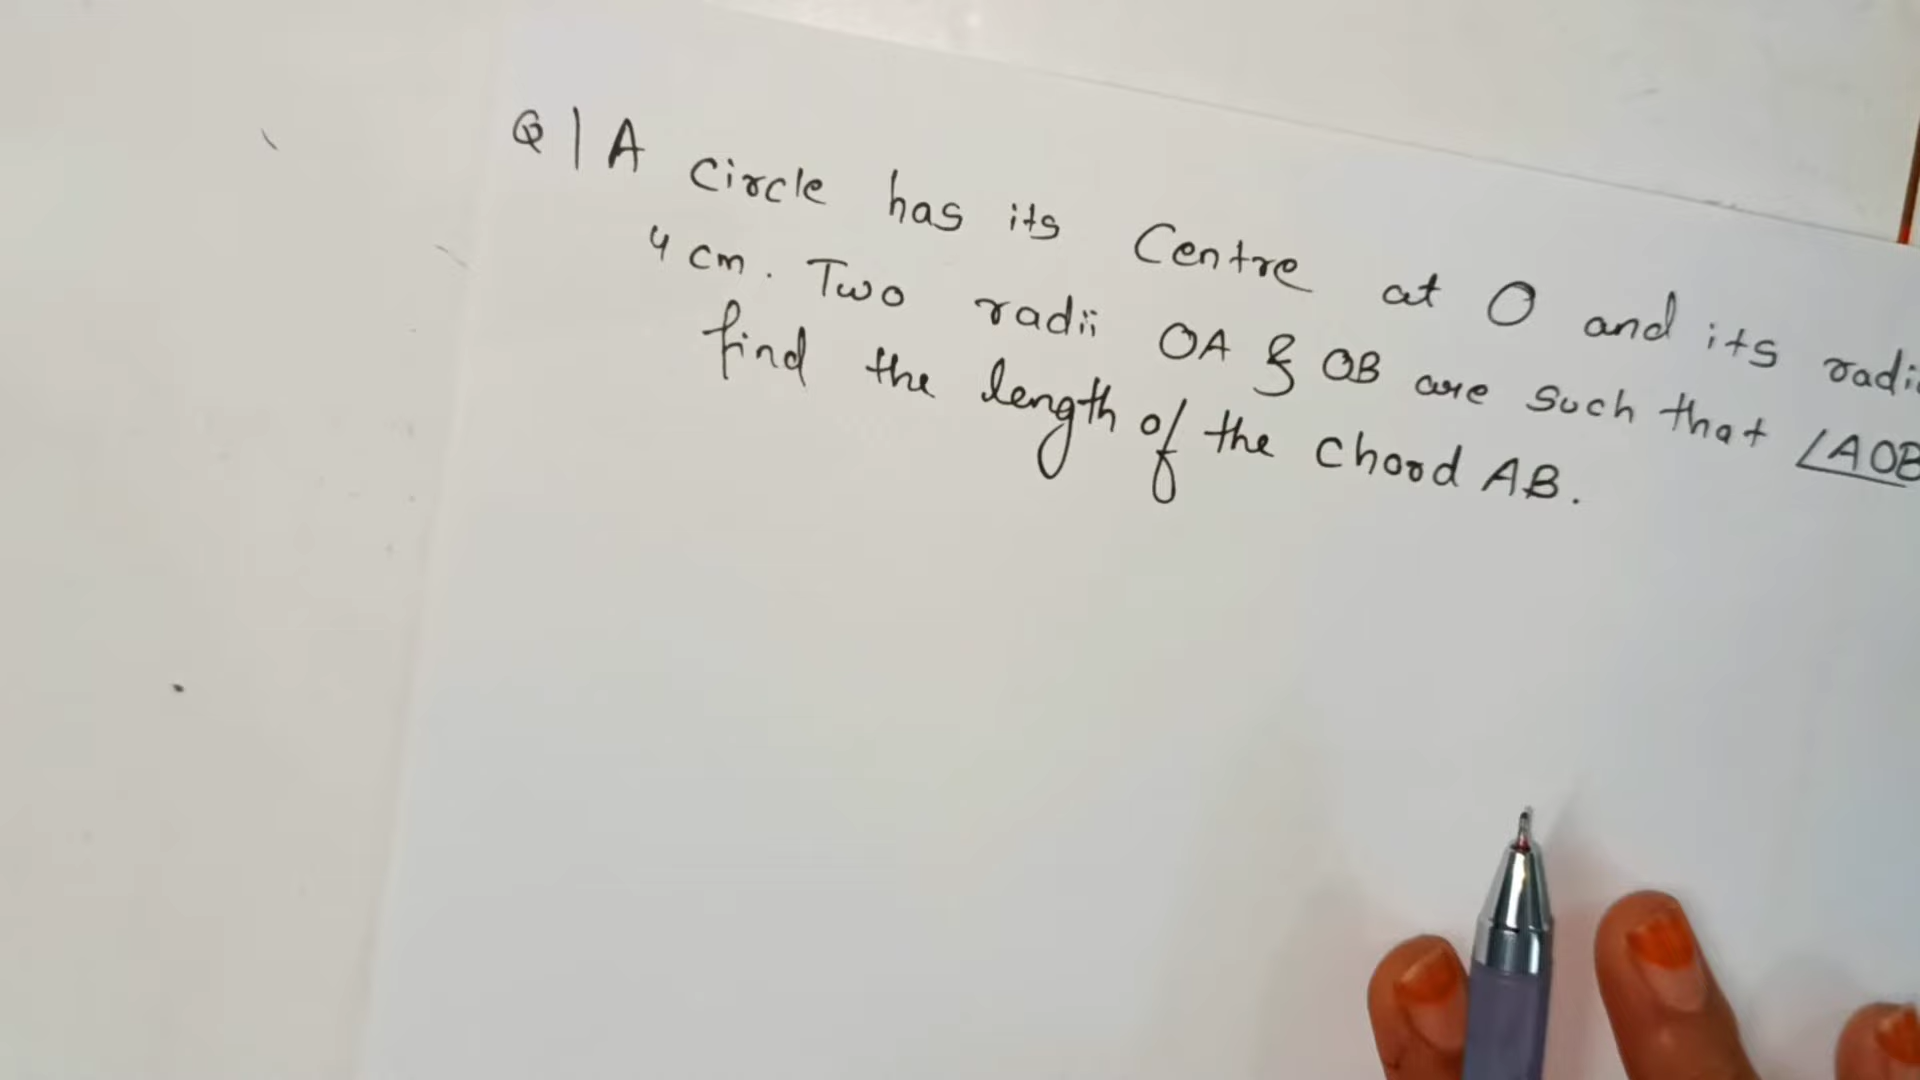 Q | A circle has its Centre at O and its radi
4 cm. Two radii OA & OB are such that ∠AOB
find the length of the chord AB.